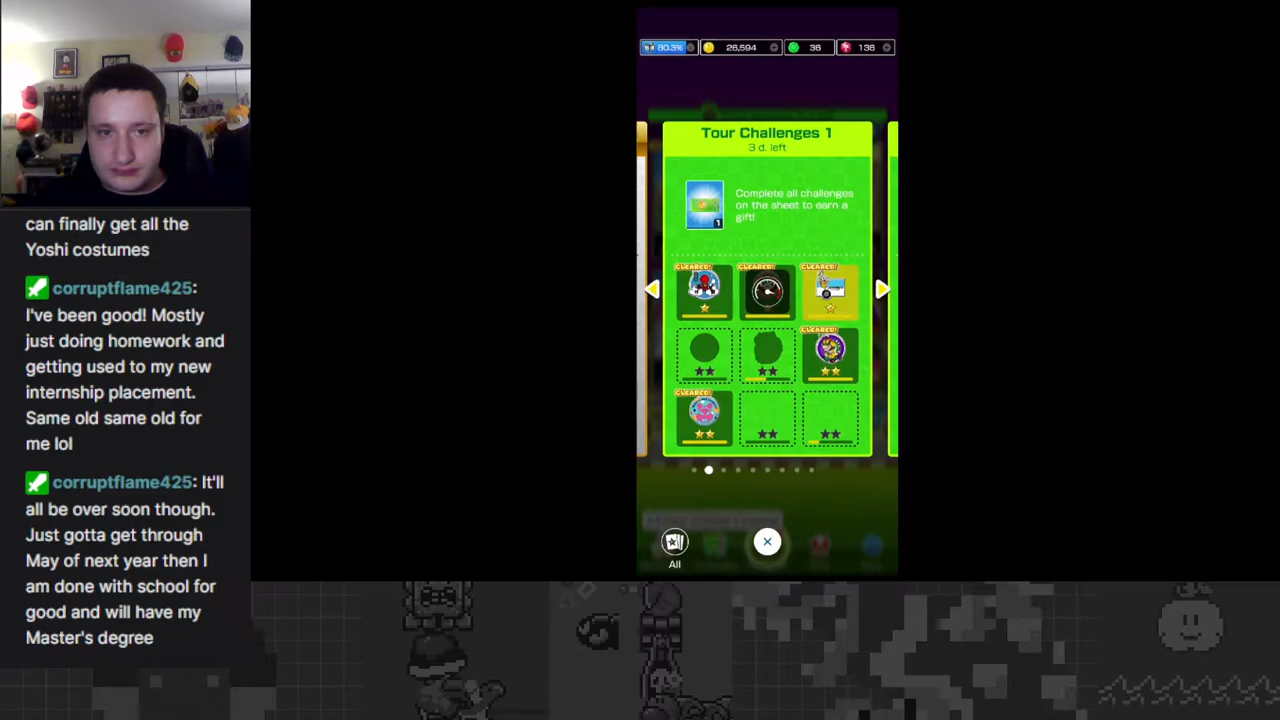 can finally get all the
Yoshi costumes
corruptflame425:
I've been good! Mostly
just doing homework and
getting used to my new
internship placement.
Same old same old for
me lol
corruptflame425: It'll
all be over soon though.
Just gotta get through
May of next year then I
am done with school for
good and will have my
Master's degree
80.3%
26,594
36
136
Tour Challenges 1
3 d. left
Complete all challenges
on the sheet to earn a
gift!
1
CLEARED!
CLEARED!
CLEARED!
CLEARED!
CLEARED!
All